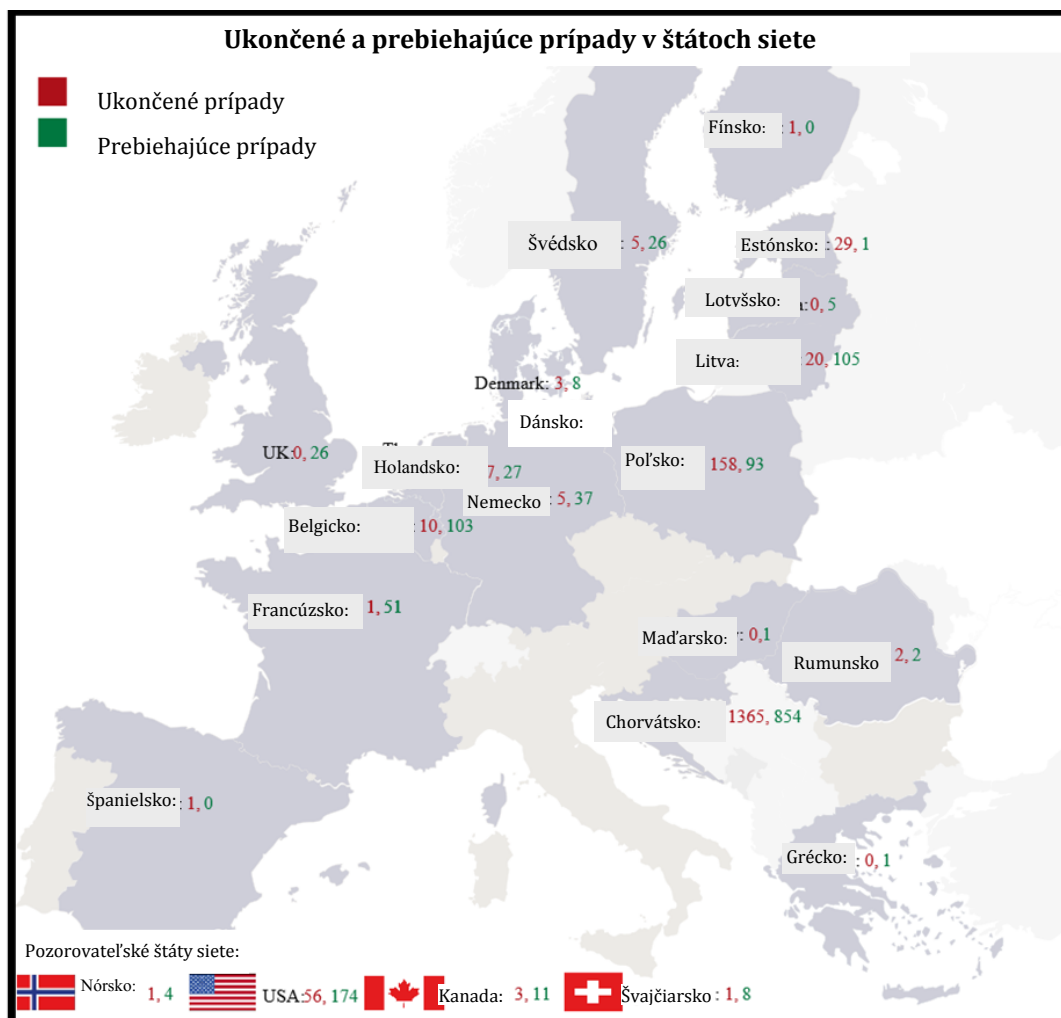 Ukončené a prebiehajúce prípady v štátoch siete
Ukončené prípady
Prebiehajúce prípady
Fínsko: : 1, 0
Švédsko : 5, 26
Estónsko: : 29, 1
Lotyšsko: a:0, 5
Litva: : 20, 105
Denmark: 3, 8
Dánsko:
UK:0, 26
Holandsko: 7, 27
Poľsko: 158, 93
Nemecko : 5, 37
Belgicko: : 10, 103
Francúzsko: 1, 51
Maďarsko: : 0,1
Rumunsko 2, 2
Chorvátsko: 1365, 854
Španielsko: : 1, 0
Grécko: : 0, 1
Pozorovateľské štáty siete:
Nórsko: 1, 4 USA:56, 174 Kanada: 3, 11 Švajčiarsko : 1, 8